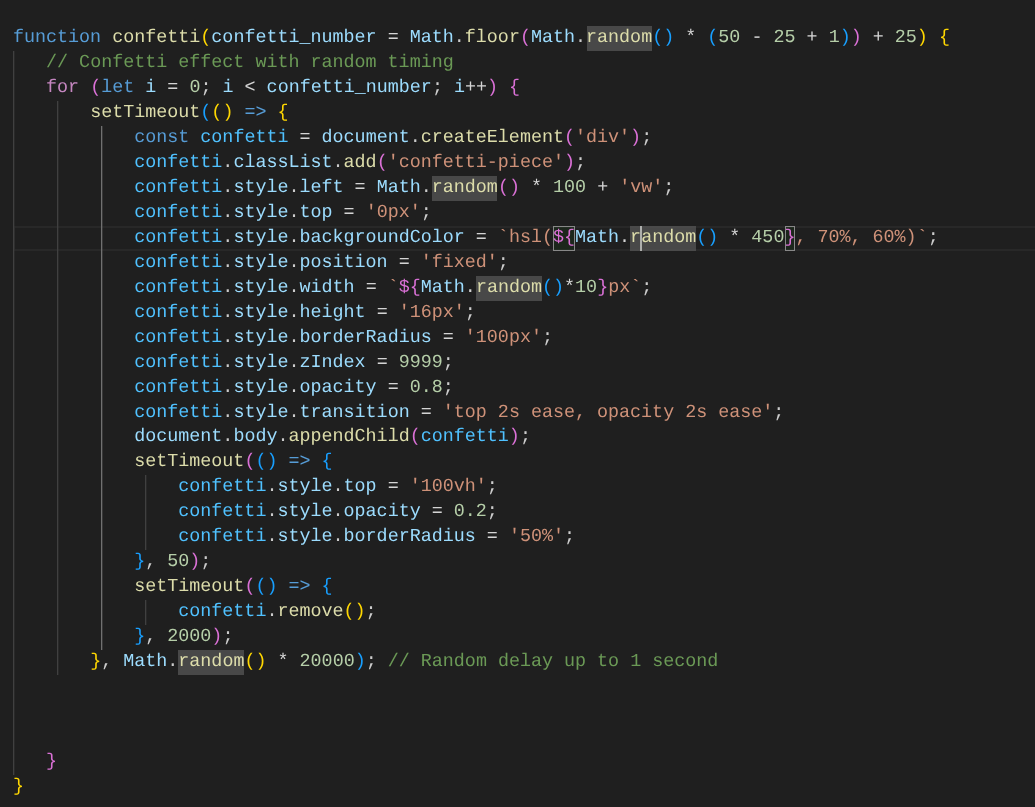 function confetti(confetti_number = Math.floor(Math.random() * (50 - 25 + 1)) + 25) {
// Confetti effect with random timing
for (let i = 0; i < confetti_number; i++) {
setTimeout(() => {
const confetti = document.createElement('div');
confetti.classList.add('confetti-piece');
confetti.style.left = Math.random() * 100 + 'vw';
confetti.style.top = '0px';
confetti.style.backgroundColor = `hsl(${Math.random() * 450}, 70%, 60%)`;
confetti.style.position = 'fixed';
confetti.style.width = `${Math.random()*10}px`;
confetti.style.height = '16px';
confetti.style.borderRadius = '100px';
confetti.style.zIndex = 9999;
confetti.style.opacity = 0.8;
confetti.style.transition = 'top 2s ease, opacity 2s ease';
document.body.appendChild(confetti);
setTimeout(() => {
confetti.style.top = '100vh';
confetti.style.opacity = 0.2;
confetti.style.borderRadius = '50%';
}, 50);
setTimeout(() => {
confetti.remove();
}, 2000);
}, Math.random() * 20000); // Random delay up to 1 second
}
}